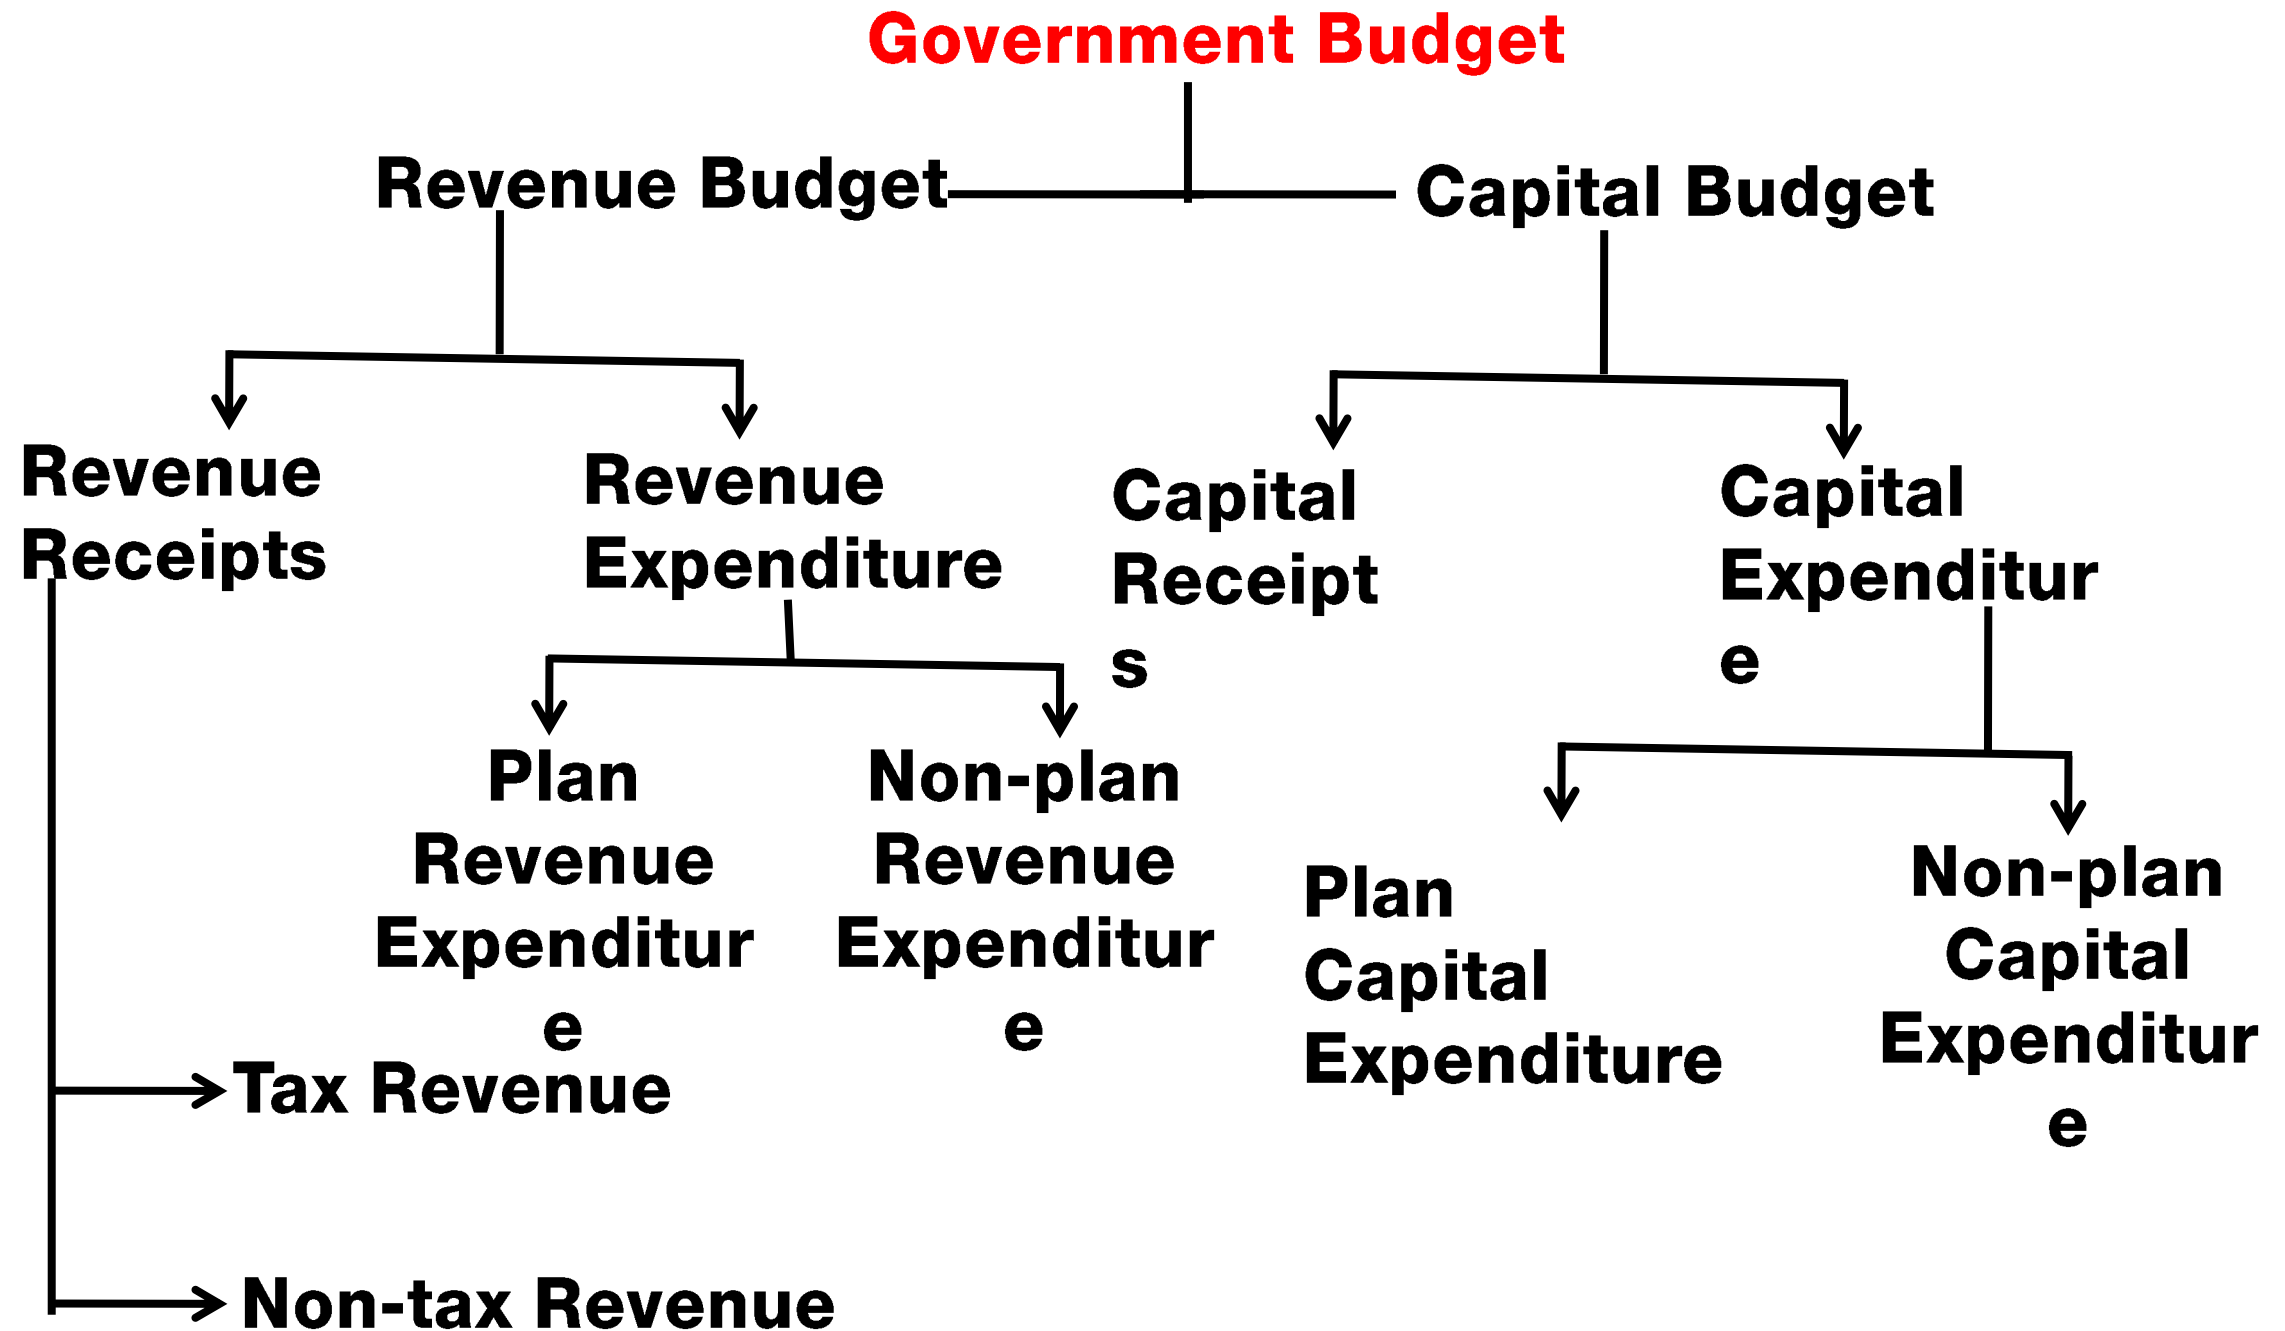 Government Budget
Revenue Budget
Capital Budget
Revenue
Receipts
Revenue
Expenditure
Capital
Receipt
s
Capital
Expenditur
e
Plan
Revenue
Expenditur
e
Non-plan
Revenue
Expenditur
e
Plan
Capital
Expenditure
Non-plan
Capital
Expenditur
e
Tax Revenue
Non-tax Revenue